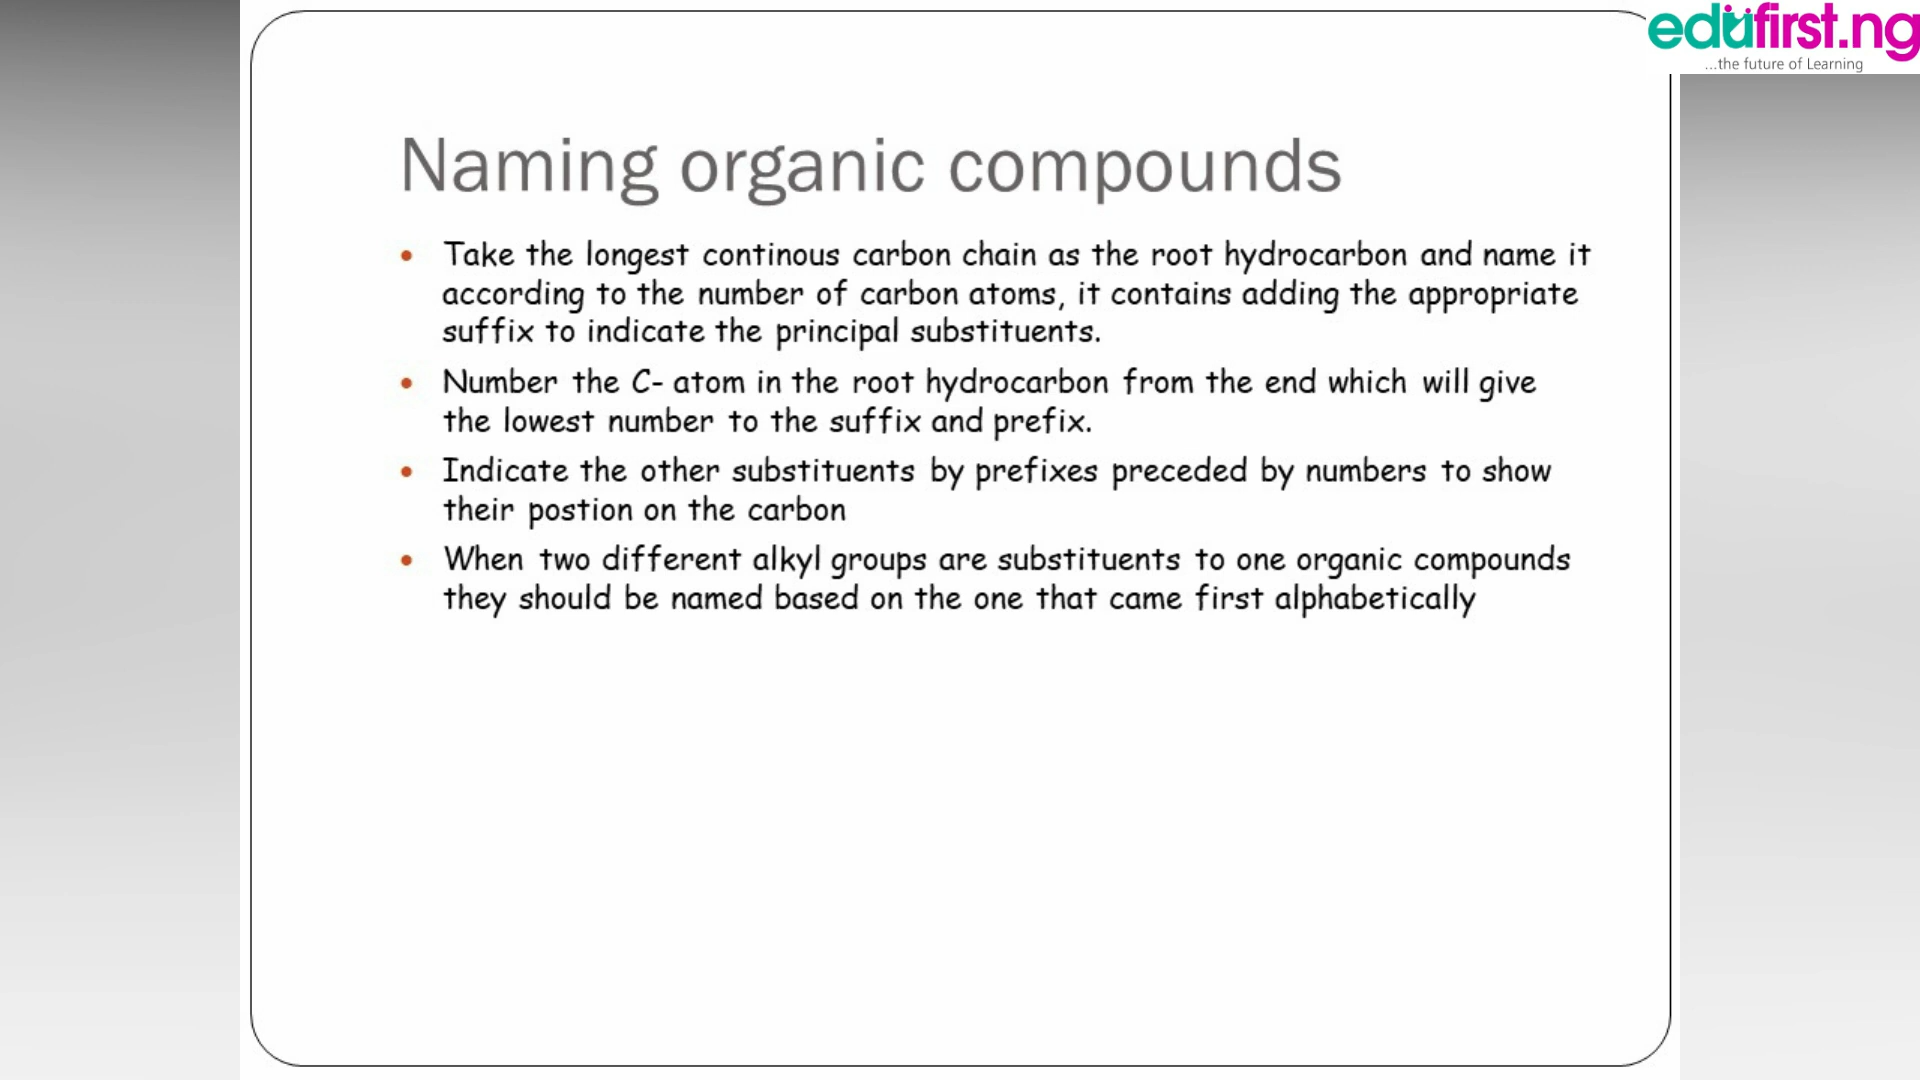 edufirst.ng
...the future of Learning
Naming organic compounds
• Take the longest continous carbon chain as the root hydrocarbon and name it
according to the number of carbon atoms, it contains adding the appropriate
suffix to indicate the principal substituents.
• Number the C- atom in the root hydrocarbon from the end which will give
the lowest number to the suffix and prefix.
• Indicate the other substituents by prefixes preceded by numbers to show
their postion on the carbon
• When two different alkyl groups are substituents to one organic compounds
they should be named based on the one that came first alphabetically